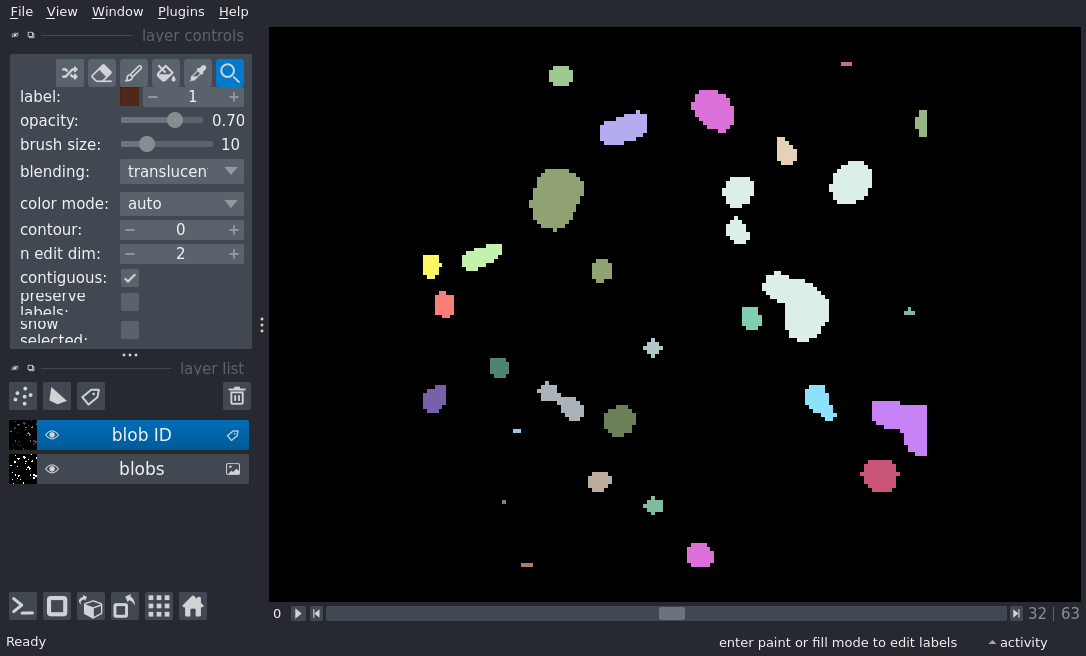 File View Window Plugins Help
layer controls
label: 1
opacity: 0.70
brush size: 10
blending: translucen
color mode: auto
contour: 0
n edit dim: 2
contiguous:
preserve
labels:
show
selected:
layer list
blob ID
blobs
0 32 | 63
Ready enter paint or fill mode to edit labels activity